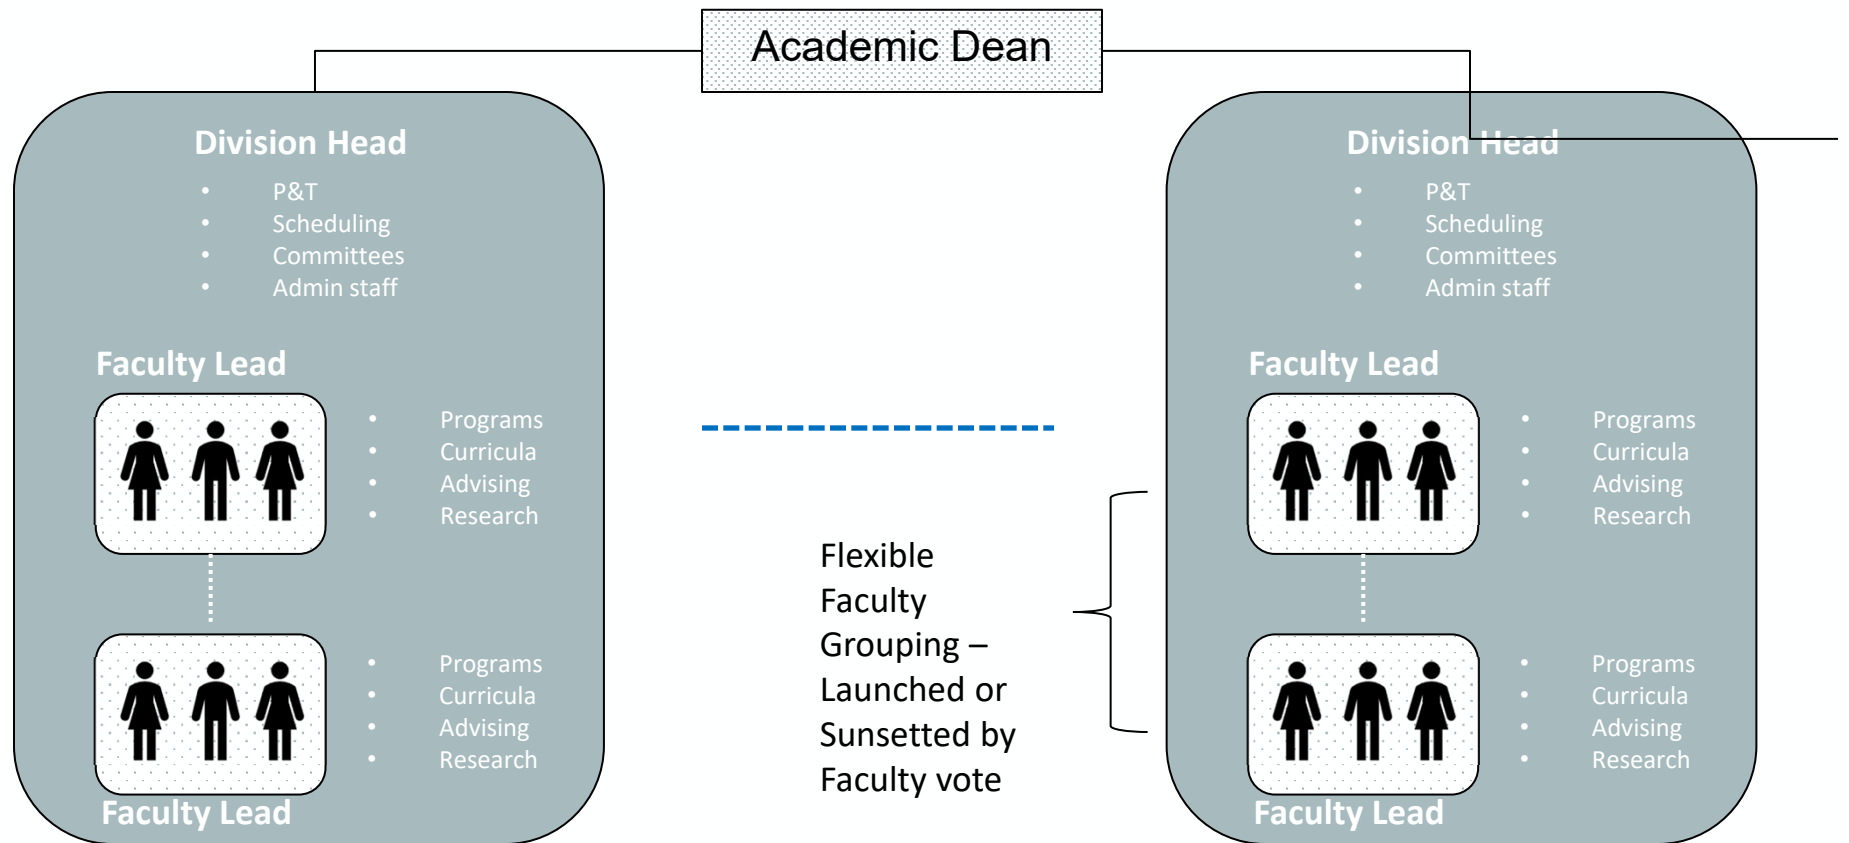 Academic Dean
Division Head
• P&T
• Scheduling
• Committees
• Admin staff
Faculty Lead
• Programs
• Curricula
• Advising
• Research
• Programs
• Curricula
• Advising
• Research
Faculty Lead
Flexible
Faculty
Grouping –
Launched or
Sunsetted by
Faculty vote
Division Head
• P&T
• Scheduling
• Committees
• Admin staff
Faculty Lead
• Programs
• Curricula
• Advising
• Research
• Programs
• Curricula
• Advising
• Research
Faculty Lead